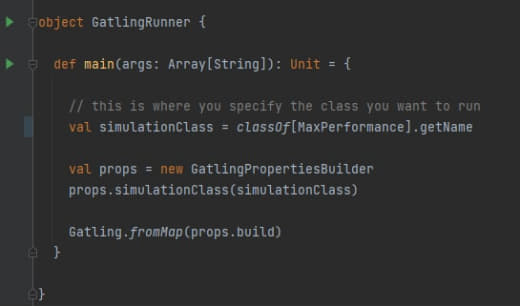 object GatlingRunner {
def main(args: Array[String]): Unit = {
// this is where you specify the class you want to run
val simulationClass = classOf[MaxPerformance].getName
val props = new GatlingPropertiesBuilder
props.simulationClass(simulationClass)
Gatling.fromMap(props.build)
}
}